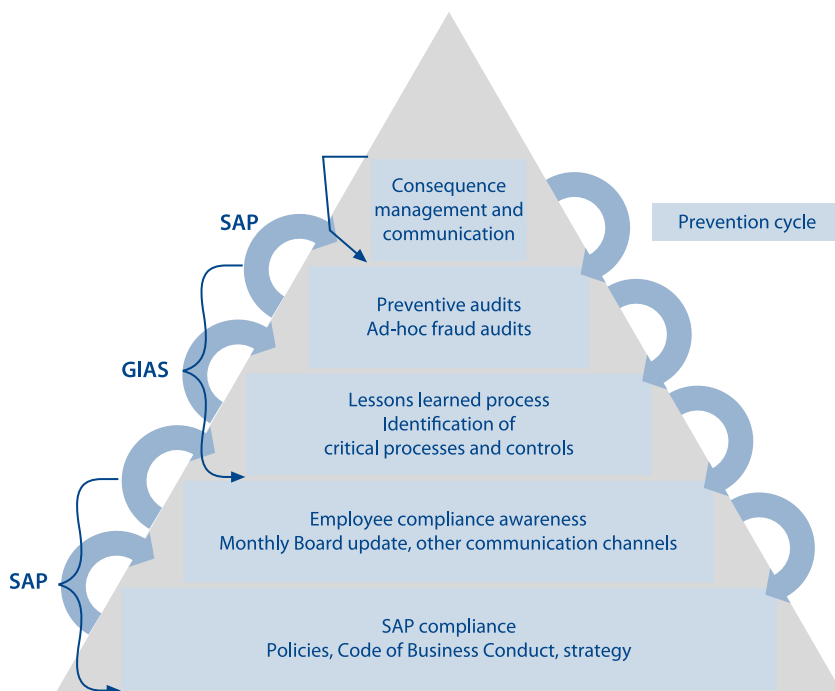 Consequence
management and
communication
SAP
Prevention cycle
Preventive audits
Ad-hoc fraud audits
GIAS
Lessons learned process
Identification of
critical processes and controls
Employee compliance awareness
Monthly Board update, other communication channels
SAP
SAP compliance
Policies, Code of Business Conduct, strategy